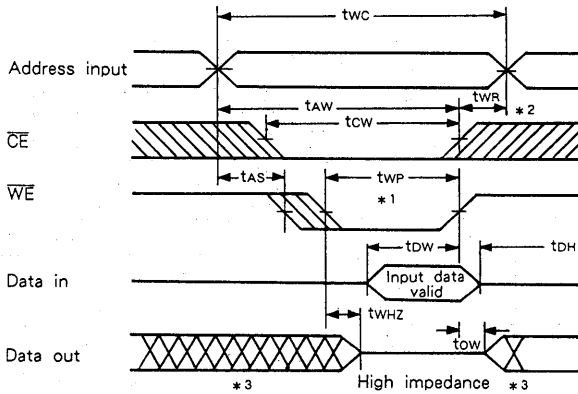 tWC
Address input
tAW
tWR
*2
tCW
CE
tAS
tWP
WE
*1
tDW
tDH
Data in
Input data
valid
tWHZ
tOW
Data out
*3
High impedance
*3